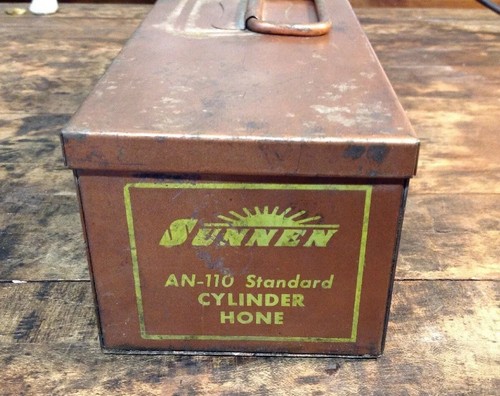 SUNNEN
AN-110 Standard
CYLINDER
HONE